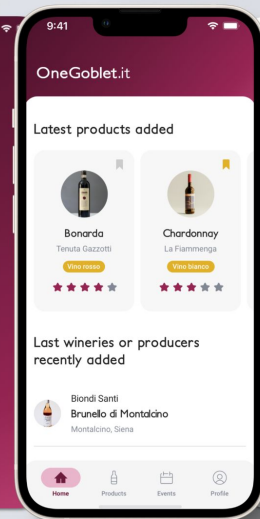 9:41
OneGoblet.it
Latest products added
Bonarda
Tenuta Gazzotti
Vino rosso
Chardonnay
La Fiammenga
Vino bianco
Last wineries or producers
recently added
Biondi Santi
Brunello di Montalcino
Montalcino, Siena
Home
Products
Events
Profile